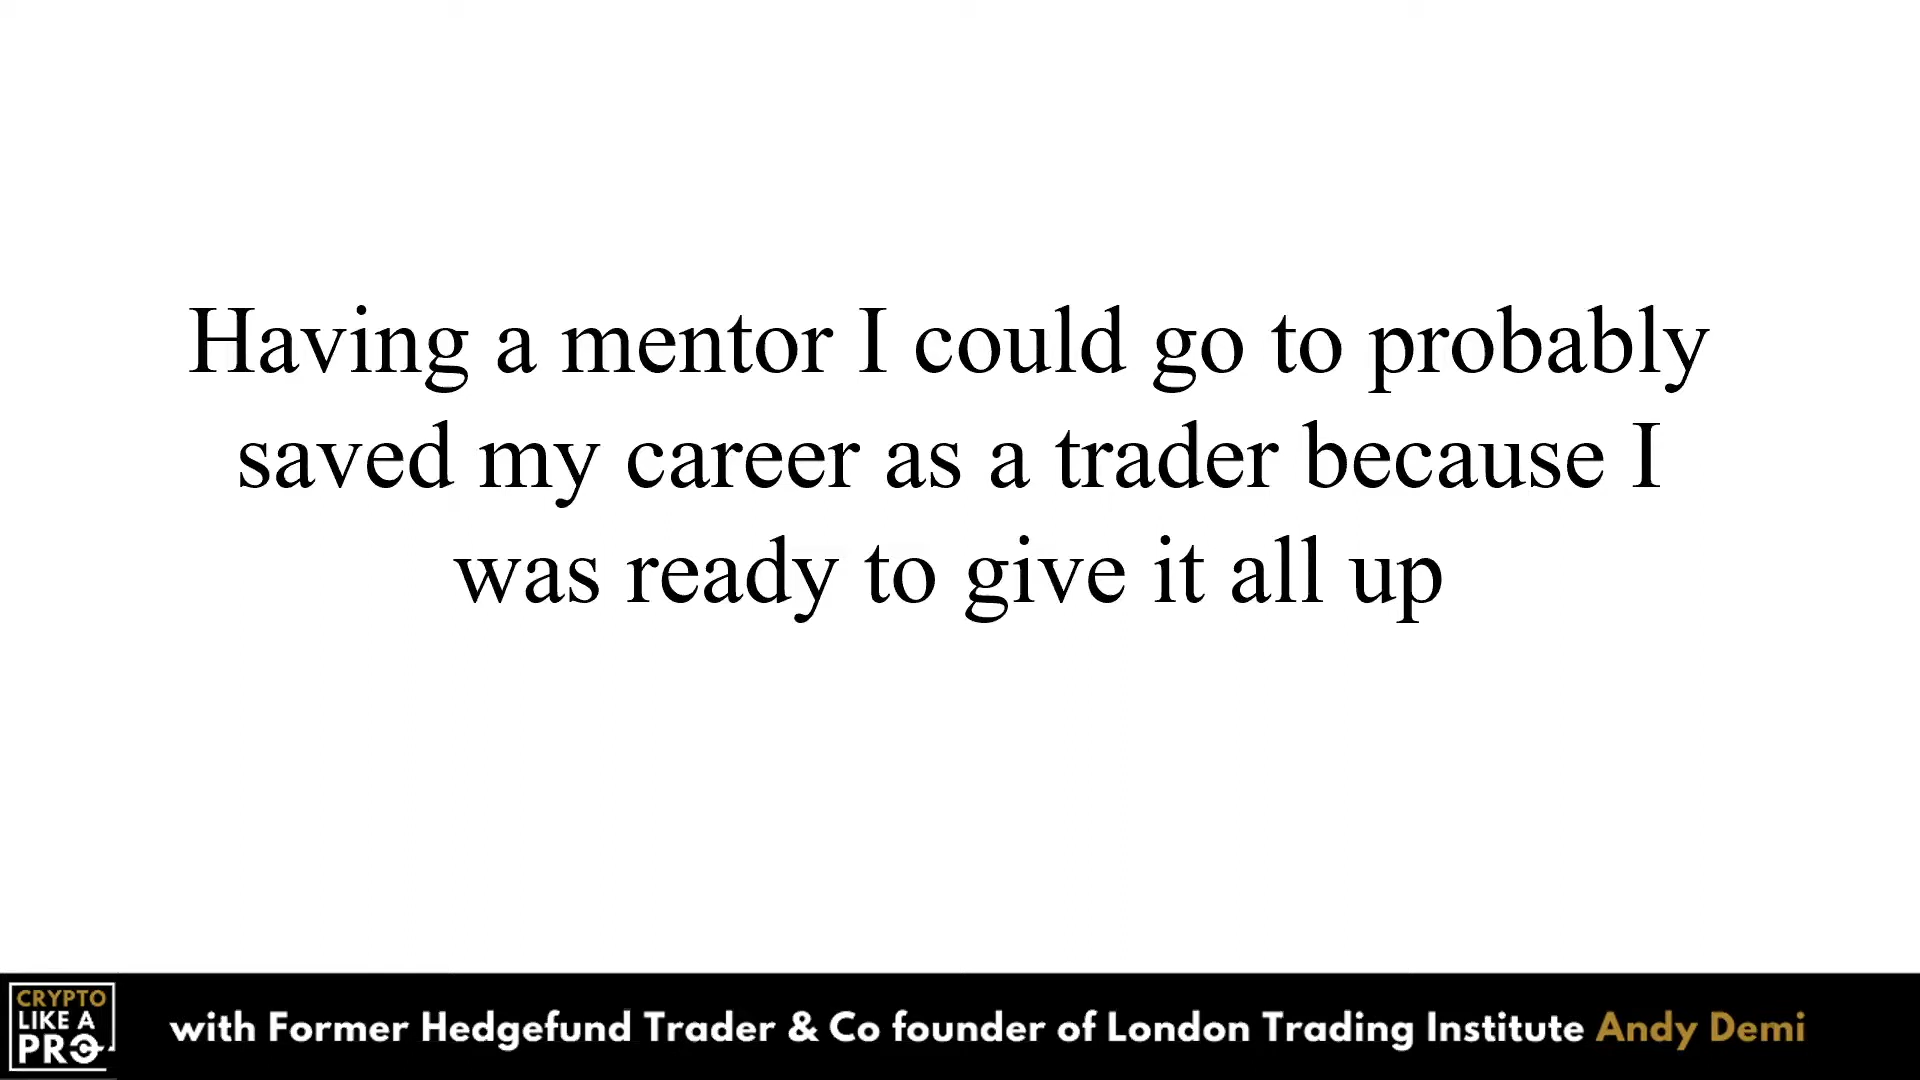 Having a mentor I could go to probably
saved my career as a trader because I
was ready to give it all up
CRYPTO
LIKE A
PRO
with Former Hedgefund Trader & Co founder of London Trading Institute Andy Demi